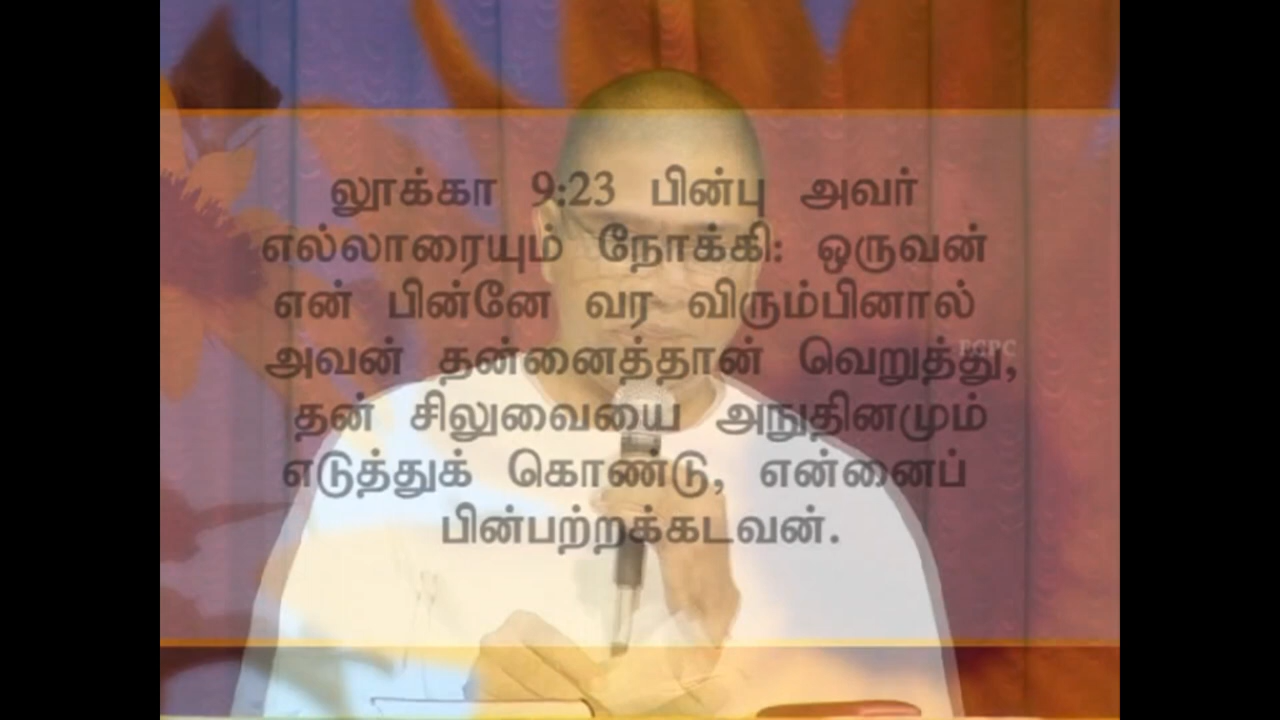 லூக்கா 9:23 பின்பு அவர்
எல்லாரையும் நோக்கி: ஒருவன்
என் பின்னே வர விரும்பினால்
அவன் தன்னைத்தான் வெறுத்து,
தன் சிலுவையை அநுதினமும்
எடுத்துக் கொண்டு, என்னைப்
பின்பற்றக்கடவன்.